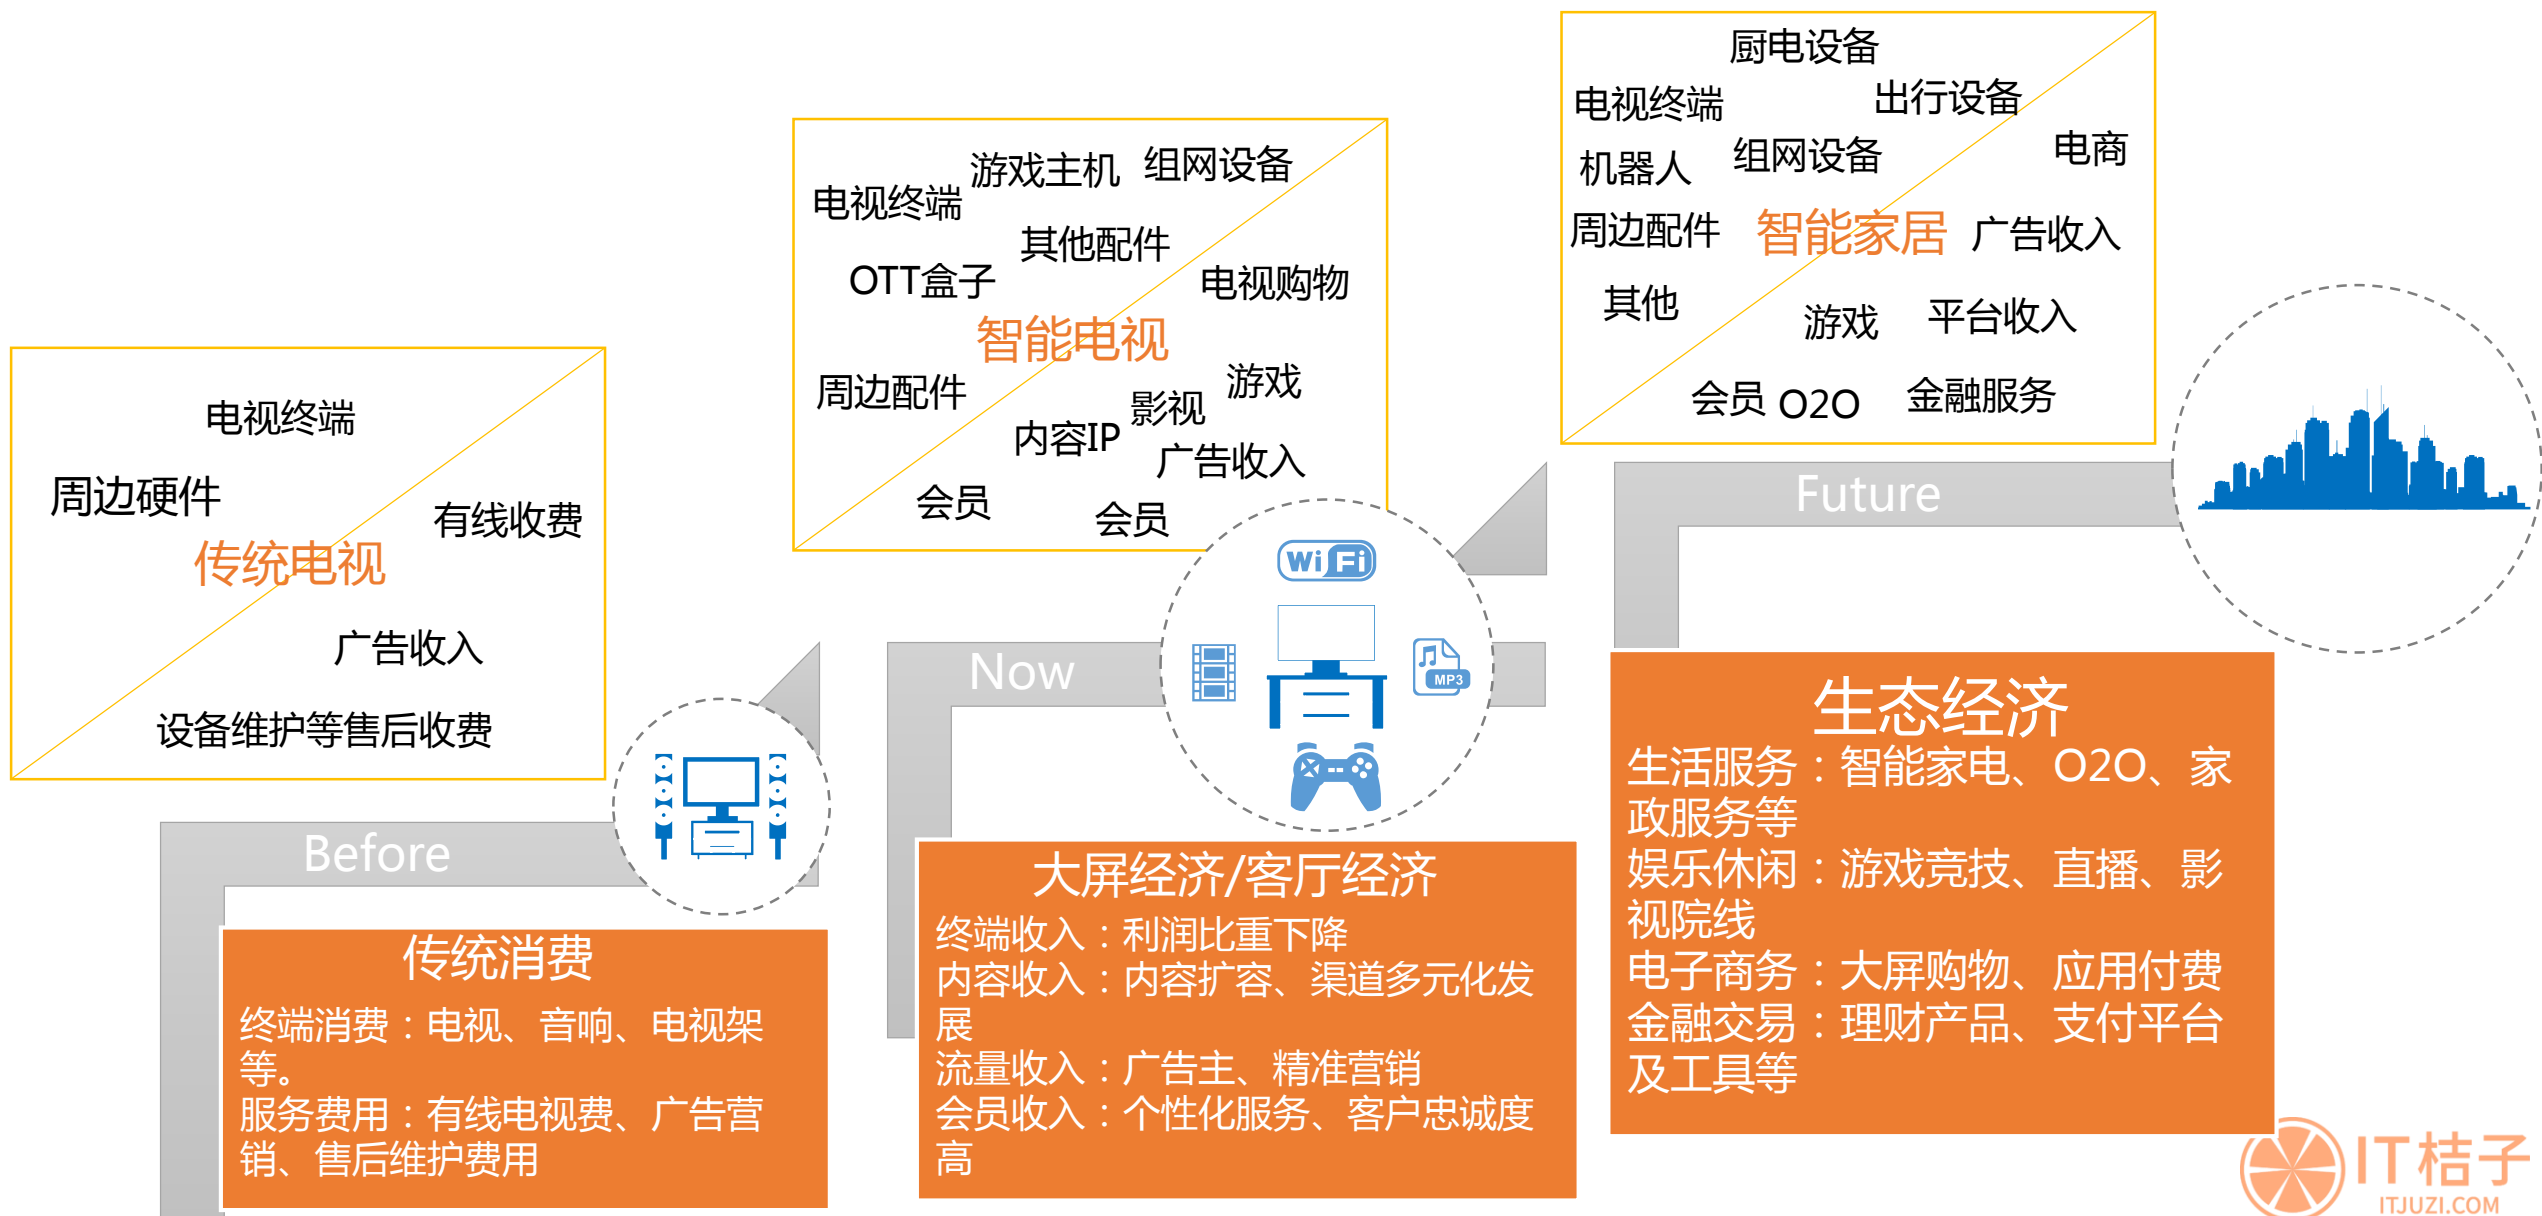 电视终端
周边硬件
有线收费
传统电视
广告收入
设备维护等售后收费
Before
传统消费
终端消费：电视、音响、电视架
等。
服务费用：有线电视费、广告营
销、售后维护费用
游戏主机
组网设备
电视终端
其他配件
OTT盒子
电视购物
智能电视
周边配件
游戏
影视
内容IP
广告收入
会员
会员
Now
WiFi
MP3
大屏经济/客厅经济
终端收入：利润比重下降
内容收入：内容扩容、渠道多元化发
展
流量收入：广告主、精准营销
会员收入：个性化服务、客户忠诚度
高
厨电设备
电视终端
出行设备
机器人
组网设备
电商
周边配件
智能家居
广告收入
其他
游戏
平台收入
会员
O2O
金融服务
Future
生态经济
生活服务：智能家电、O2O、家
政服务等
娱乐休闲：游戏竞技、直播、影
视院线
电子商务：大屏购物、应用付费
金融交易：理财产品、支付平台
及工具等
IT桔子
ITJUZI.COM